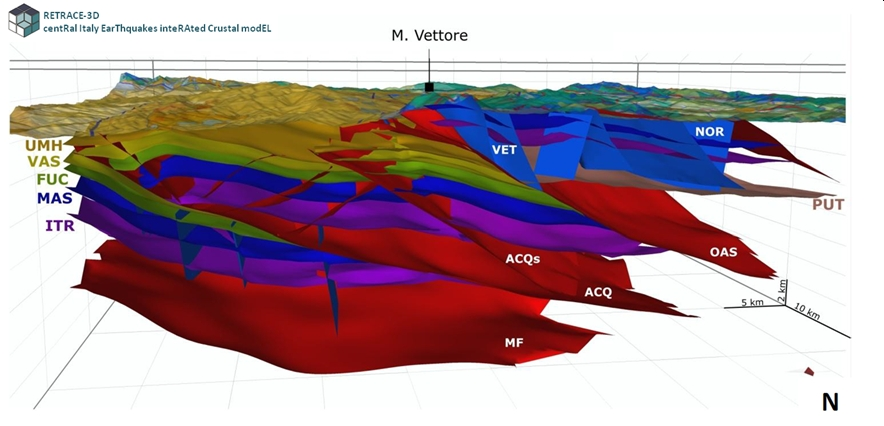 RETRACE-3D
centRal Italy EarThquakes inteRAted Crustal modEL
M. Vettore
UMH
VAS
FUC
MAS
ITR
VET
NOR
PUT
OAS
ACQs
ACQ
MF
2 km
5 km
10 km
N